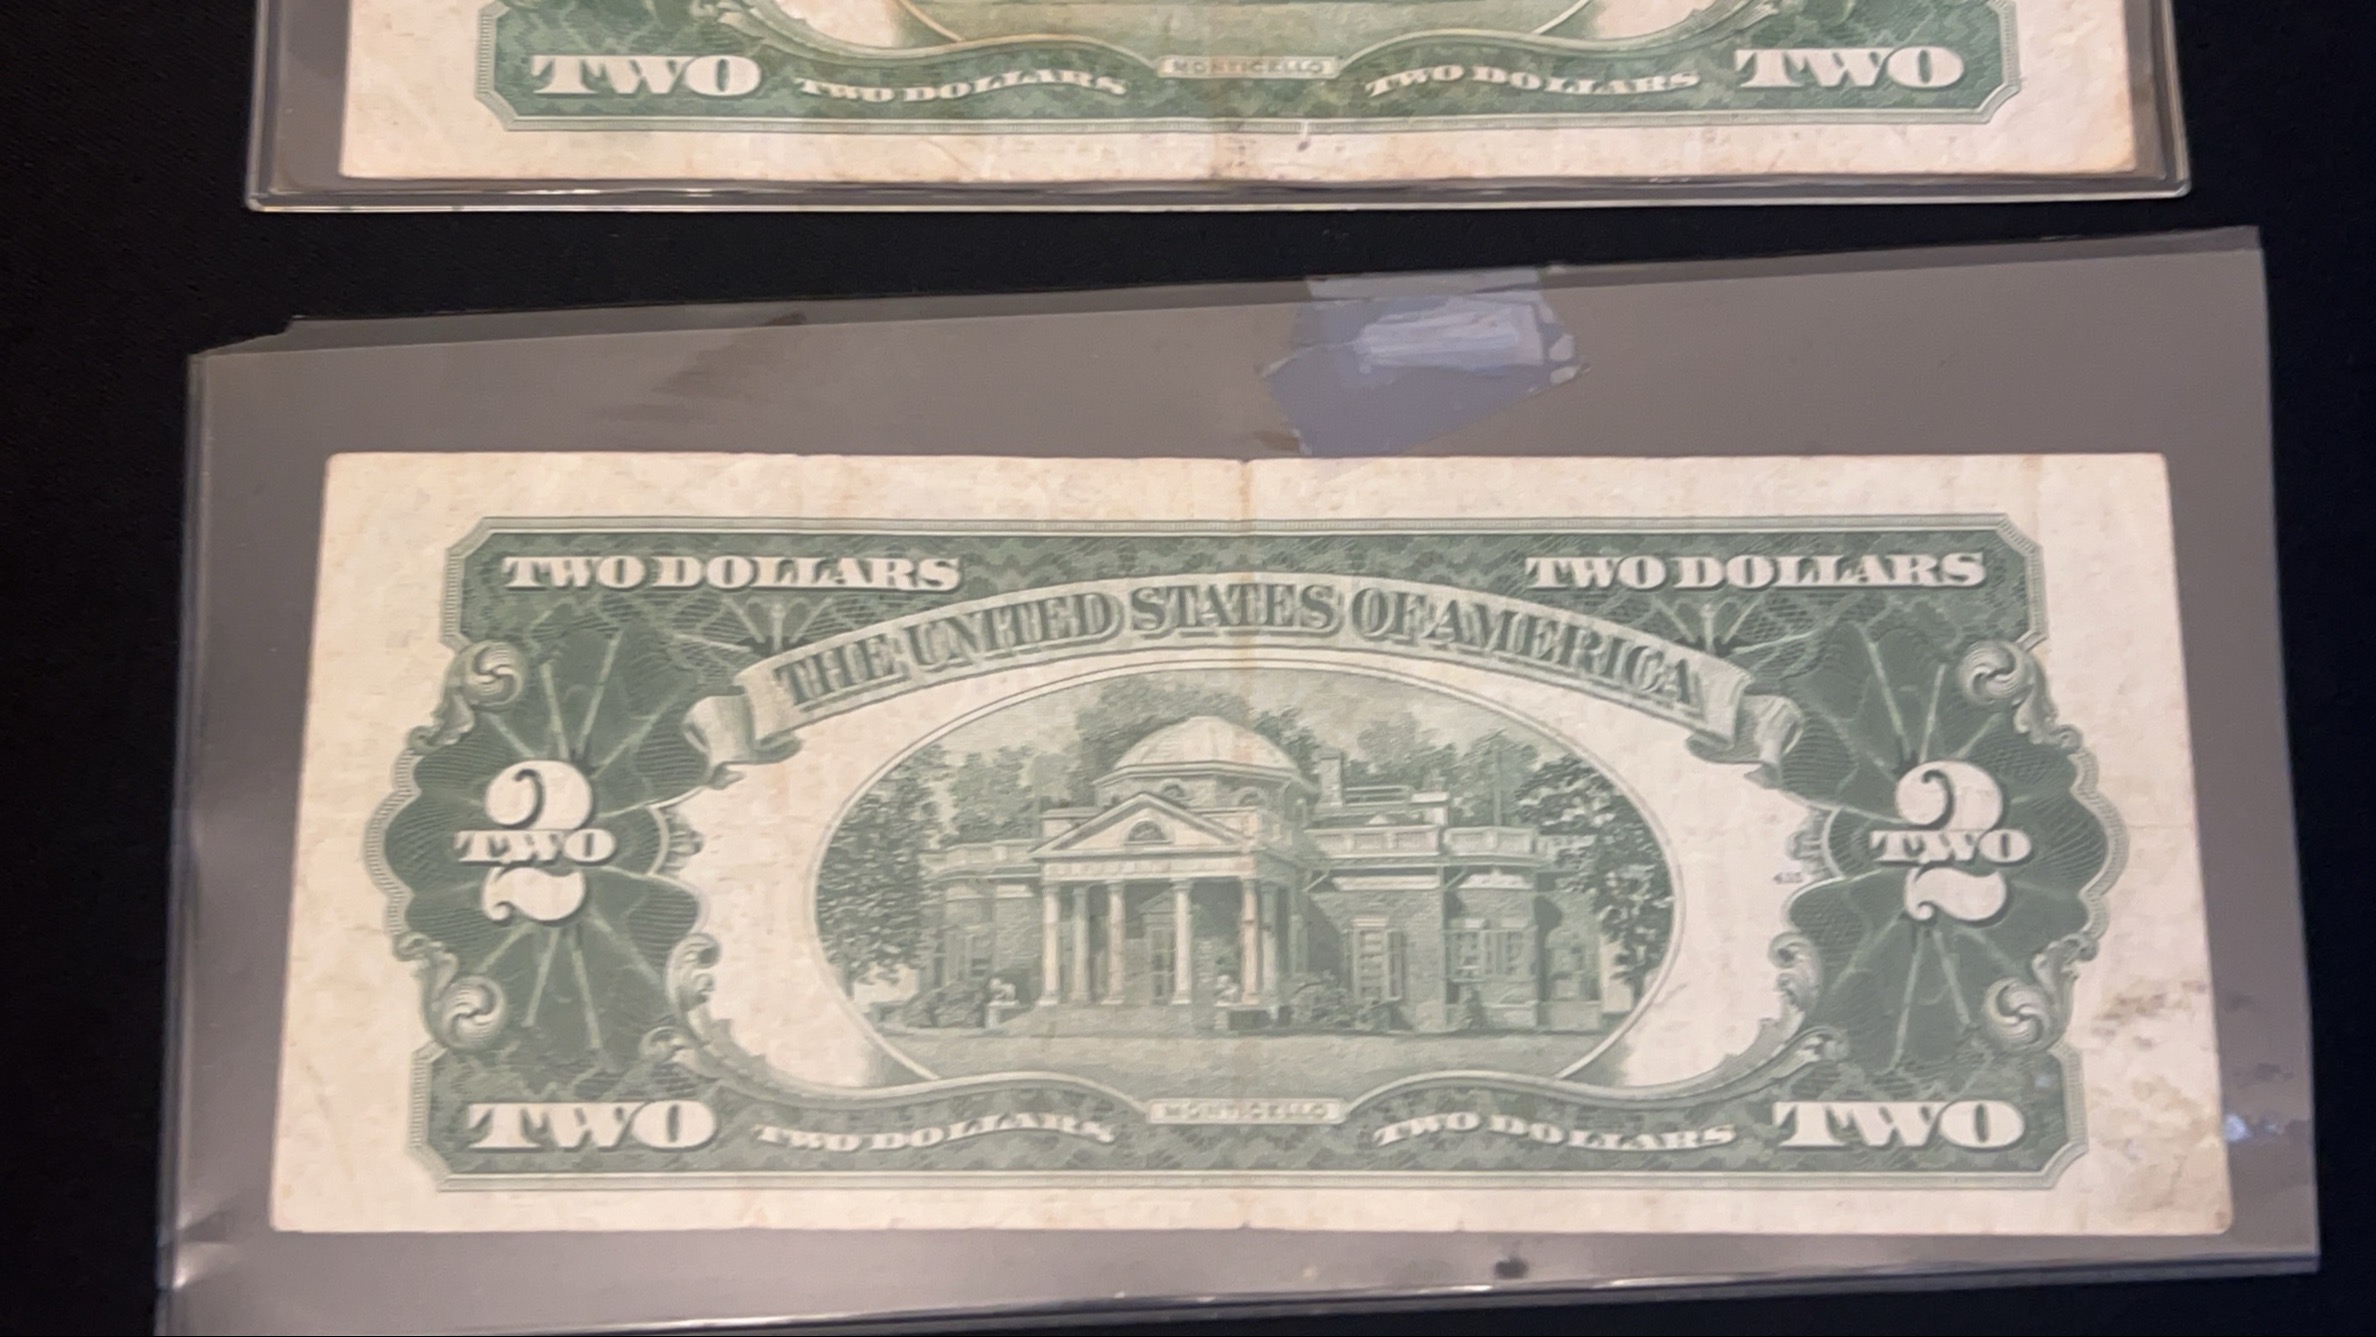 TWO TWO DOLLARS MONTICELLO TWO DOLLARS TWO
TWO DOLLARS TWO DOLLARS
THE UNITED STATES OF AMERICA
2 2
TWO TWO
TWO TWO DOLLARS MONTICELLO TWO DOLLARS TWO